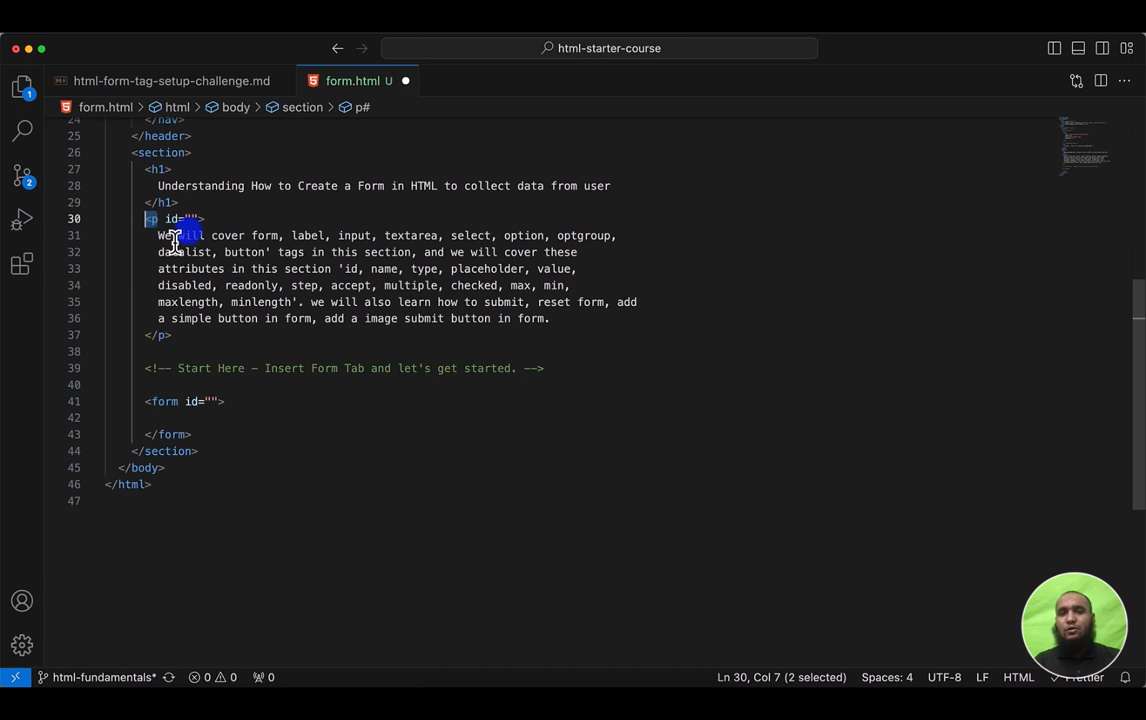 html-starter-course
html-form-tag-setup-challenge.md
form.html U
form.html > html > body > section > p#
24 </nav>
25 </header>
26 <section>
27 <h1>
28 Understanding How to Create a Form in HTML to collect data from user
29 </h1>
30 <p id="">
31 We will cover form, label, input, textarea, select, option, optgroup,
32 datalist, button' tags in this section, and we will cover these
33 attributes in this section 'id, name, type, placeholder, value,
34 disabled, readonly, step, accept, multiple, checked, max, min,
35 maxlength, minlength'. we will also learn how to submit, reset form, add
36 a simple button in form, add a image submit button in form.
37 </p>
38
39 <!-- Start Here - Insert Form Tab and let's get started. -->
40
41 <form id="">
42
43 </form>
44 </section>
45 </body>
46 </html>
47
1
2
html-fundamentals* 0 0 0 Ln 30, Col 7 (2 selected) Spaces: 4 UTF-8 LF HTML Prettier